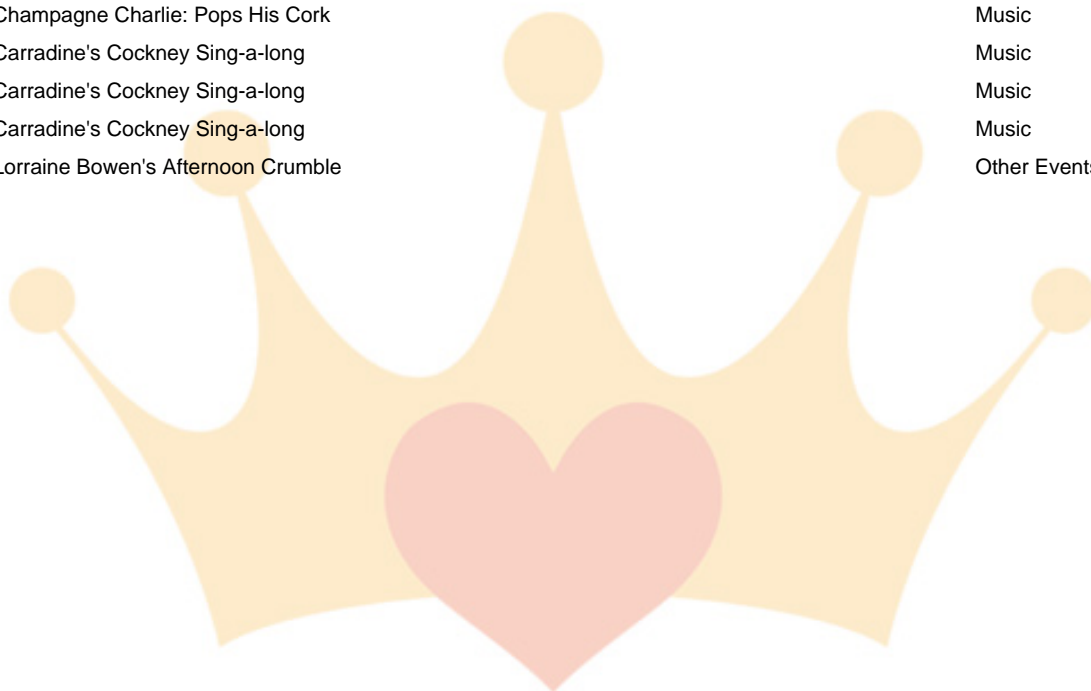 Champagne Charlie: Pops His Cork Music
Carradine's Cockney Sing-a-long Music
Carradine's Cockney Sing-a-long Music
Carradine's Cockney Sing-a-long Music
Lorraine Bowen's Afternoon Crumble Other Events